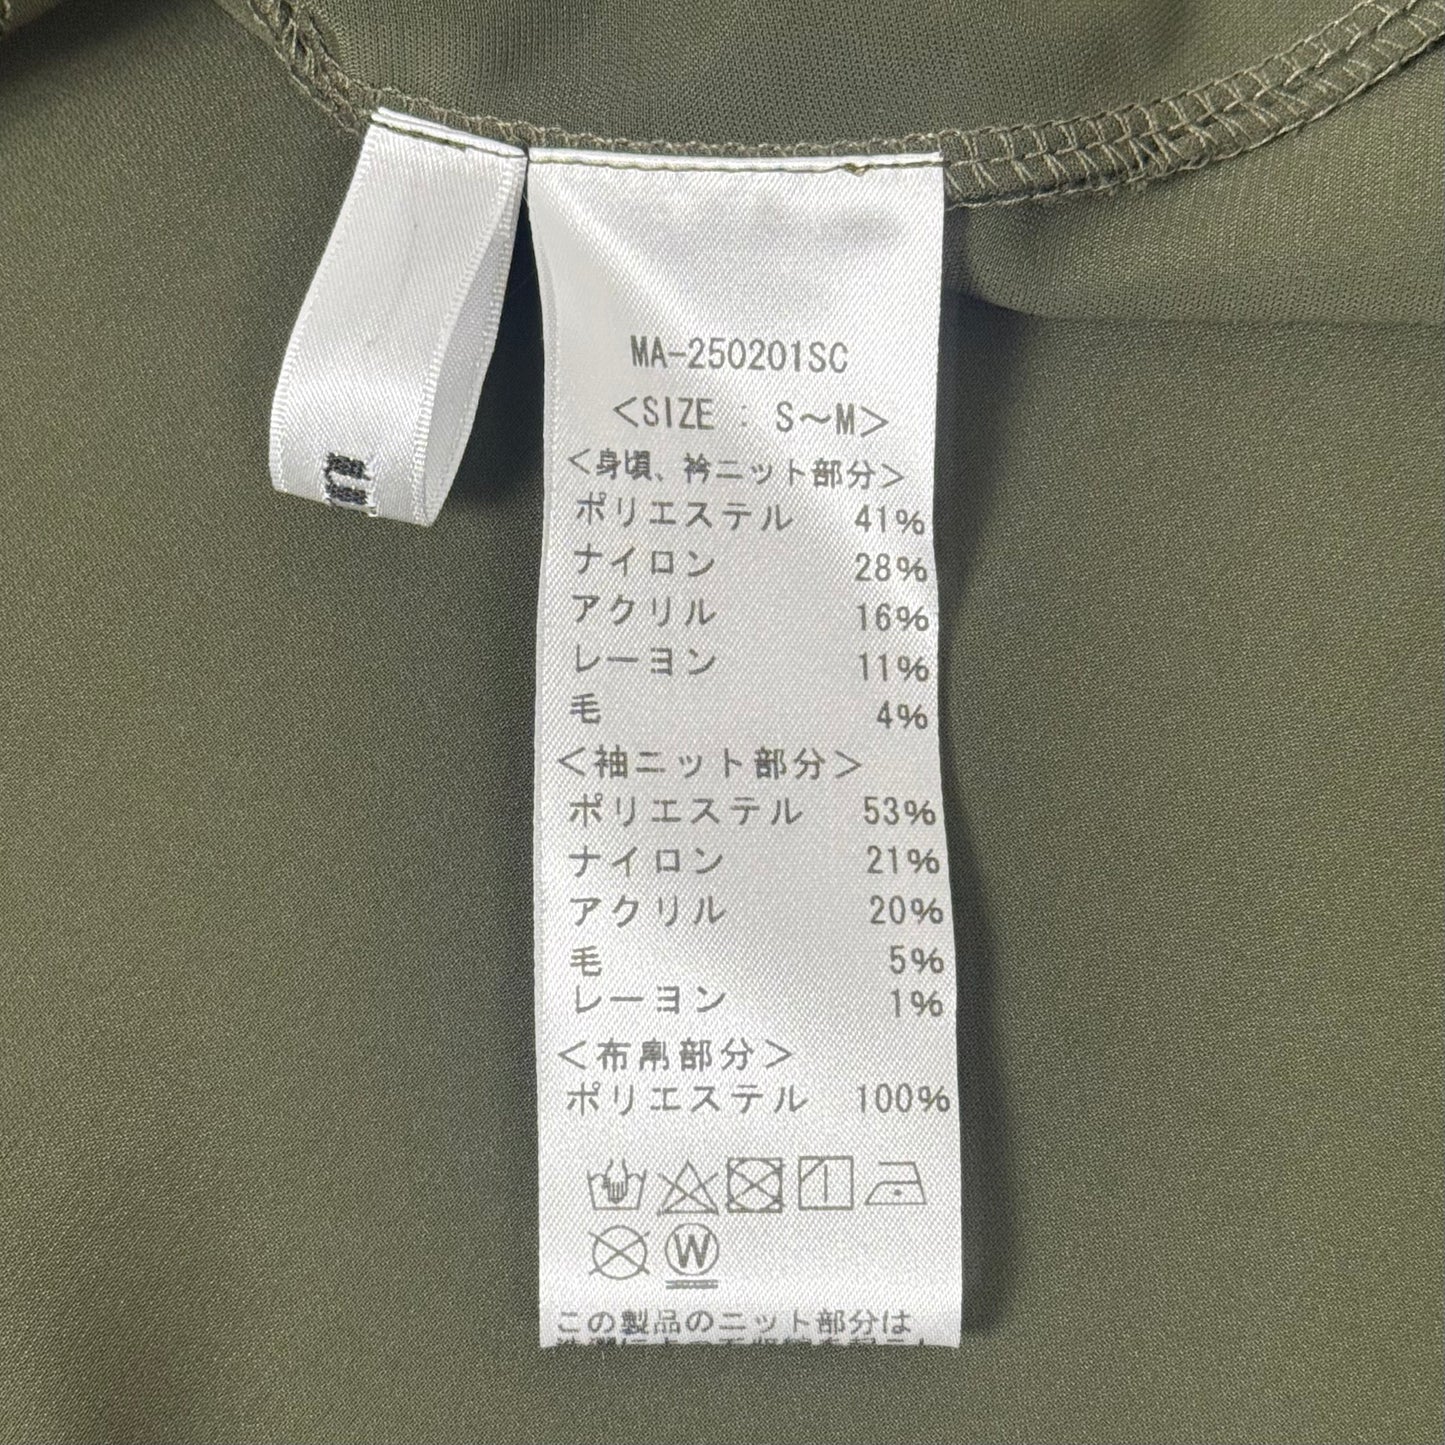 MA-250201SC
<SIZE : S～M>
<身頃、衿ニット部分>
ポリエステル 41%
ナイロン 28%
アクリル 16%
レーヨン 11%
毛 4%
<袖ニット部分>
ポリエステル 53%
ナイロン 21%
アクリル 20%
毛 5%
レーヨン 1%
<布帛部分>
ポリエステル 100%
W
この製品のニット部分は